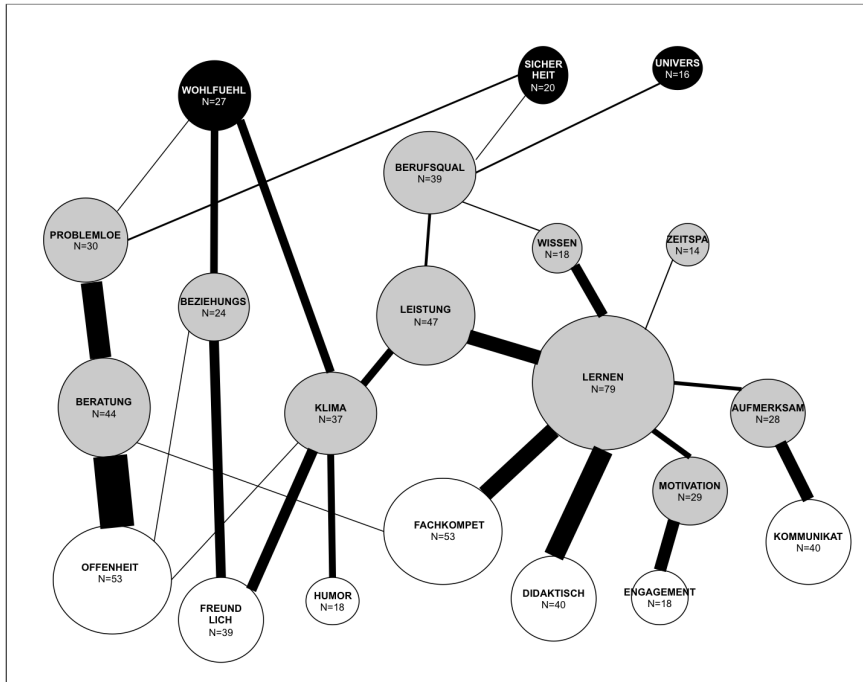 WOHLFUEHL
N=27
SICHER
HEIT
N=20
UNIVERS
N=16
BERUFSQUAL
N=39
PROBLEMLOE
N=30
WISSEN
N=18
ZEITSPA
N=14
BEZIEHUNGS
N=24
LEISTUNG
N=47
LERNEN
N=79
BERATUNG
N=44
KLIMA
N=37
AUFMERKSAM
N=28
MOTIVATION
N=29
FACHKOMPET
N=53
KOMMUNIKAT
N=40
OFFENHEIT
N=53
FREUND
LICH
N=39
HUMOR
N=18
DIDAKTISCH
N=40
ENGAGEMENT
N=18